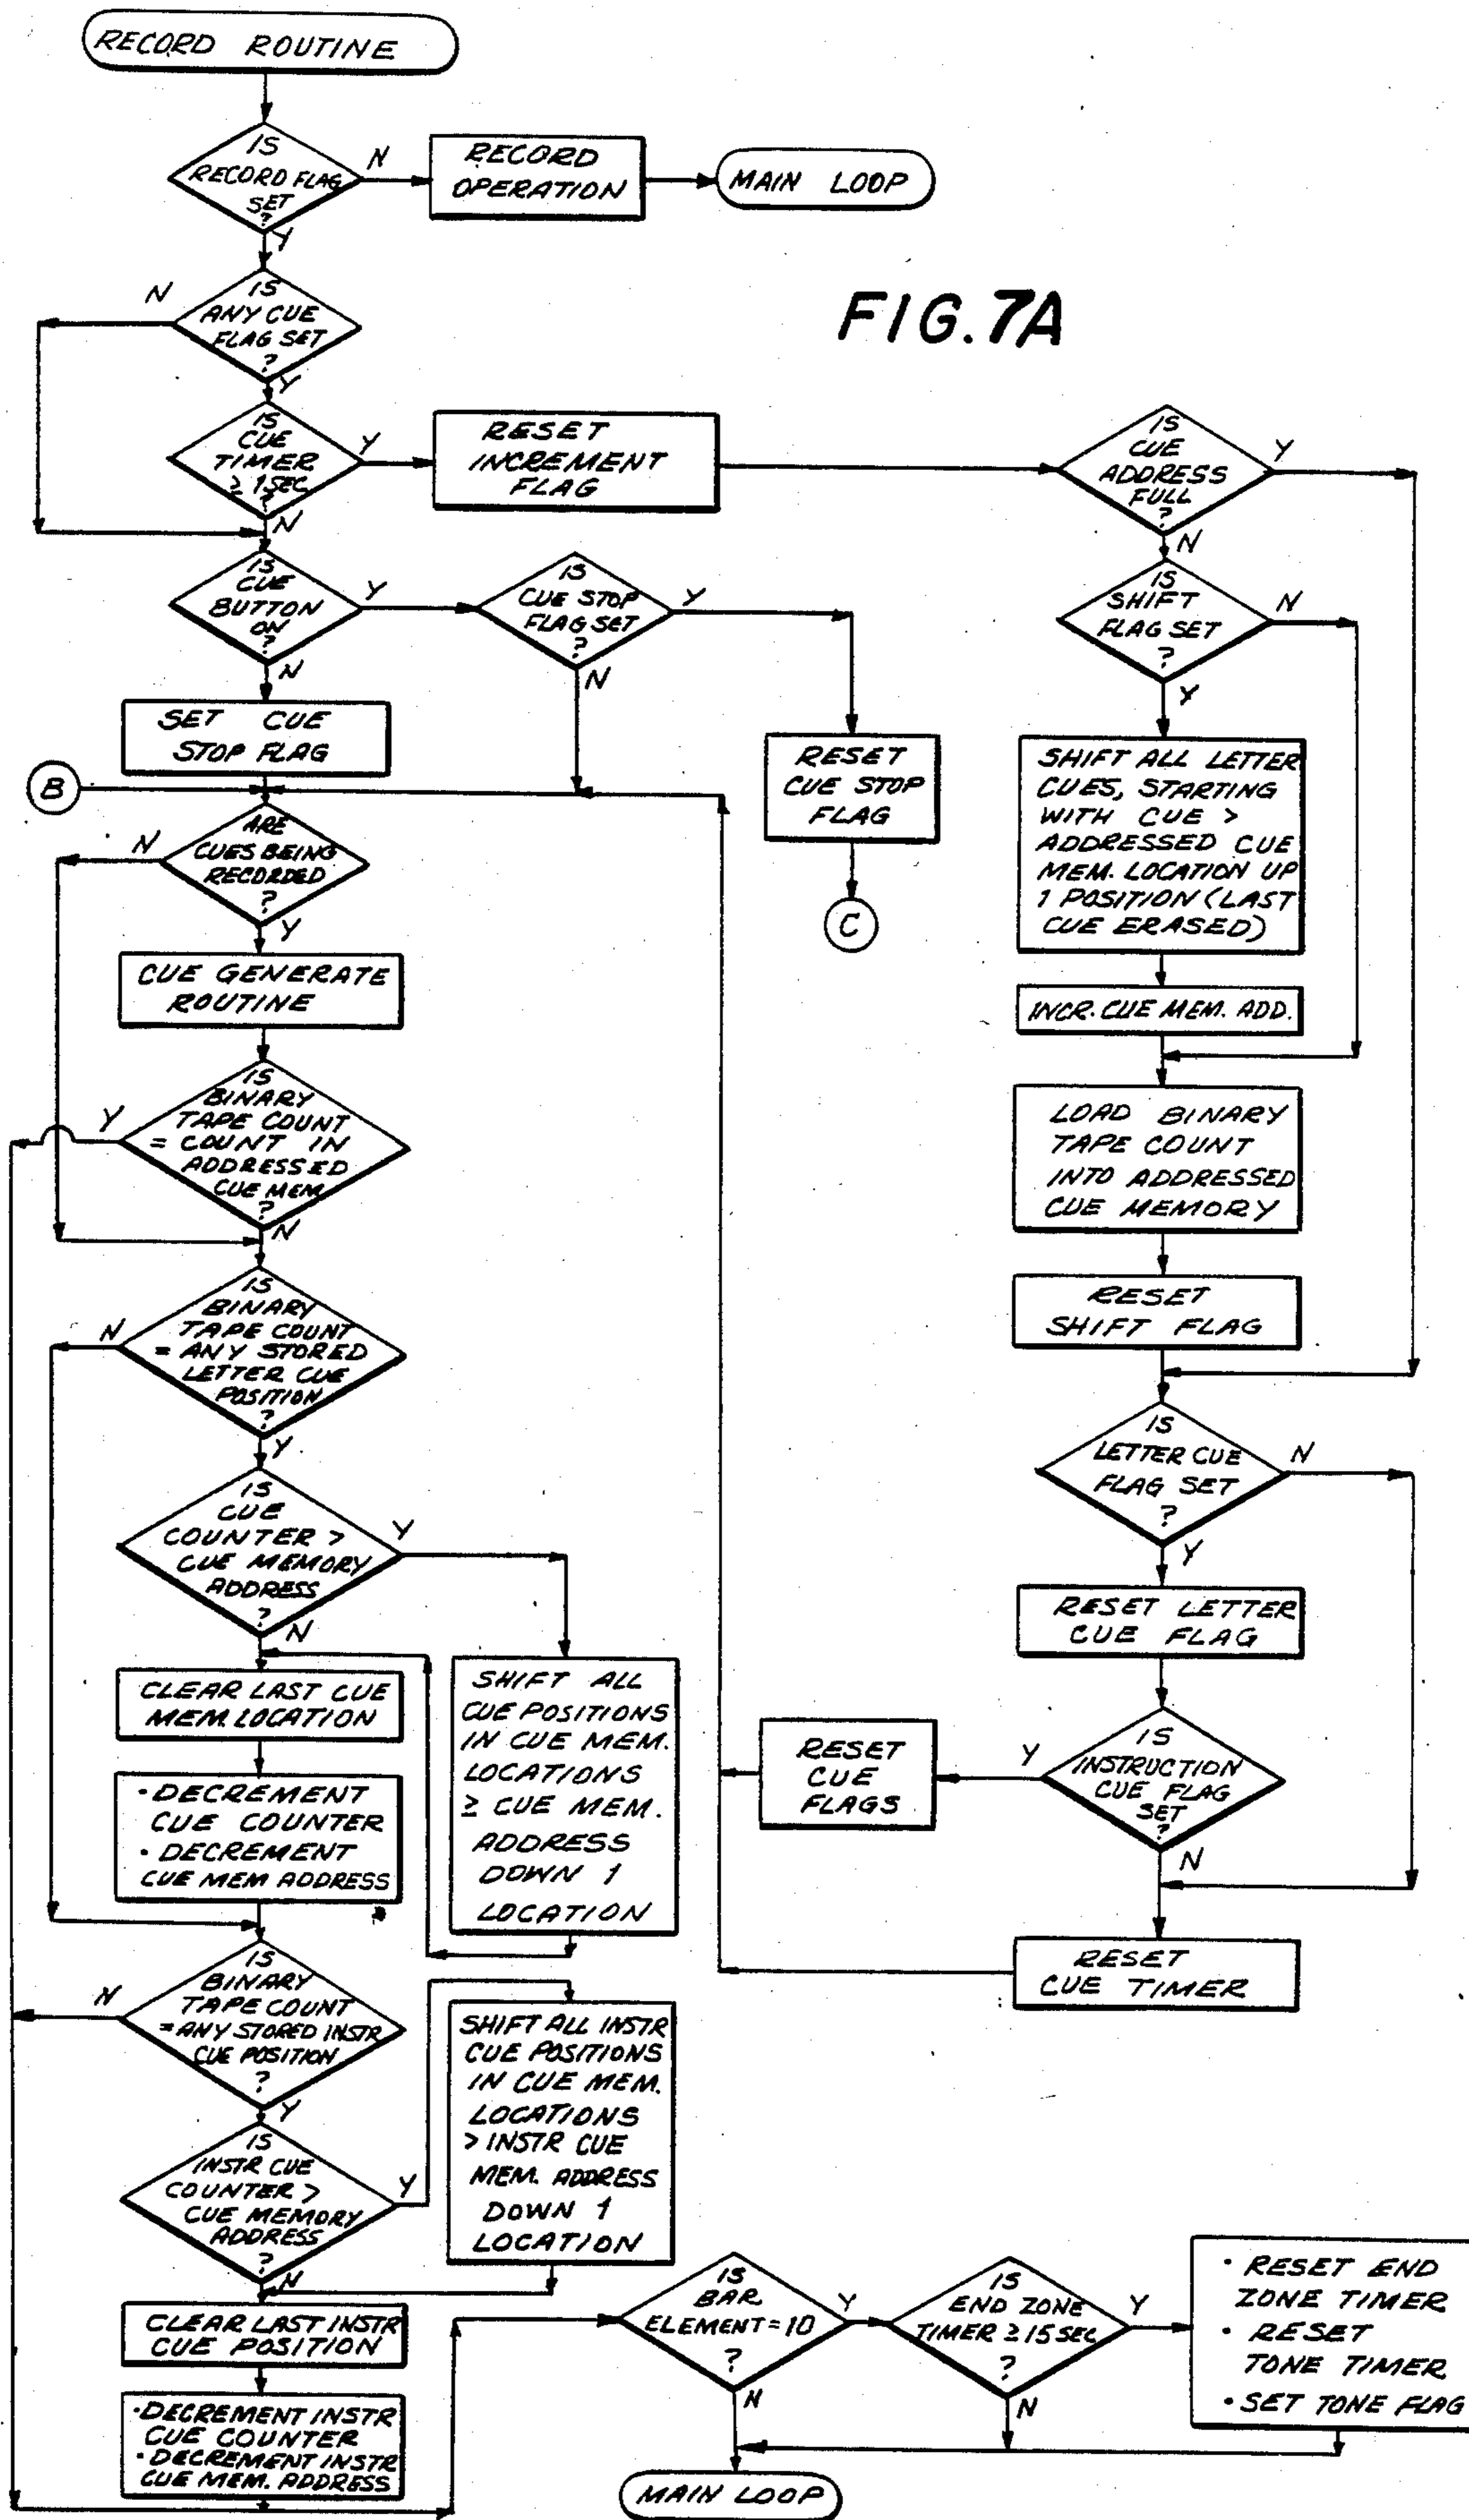 RECORD ROUTINE
IS
RECORD FLAG
SET
?
N
Y
RECORD
OPERATION
MAIN LOOP
FIG. 7A
IS
ANY CUE
FLAG SET
?
N
Y
IS
CUE
TIMER
≥ 1 SEC
?
Y
N
RESET
INCREMENT
FLAG
IS
CUE
ADDRESS
FULL
?
Y
N
IS
CUE
BUTTON
ON
?
Y
N
IS
CUE STOP
FLAG SET
?
Y
N
IS
SHIFT
FLAG SET
?
N
Y
SET CUE
STOP FLAG
RESET
CUE STOP
FLAG
C
SHIFT ALL LETTER
CUES, STARTING
WITH CUE >
ADDRESSED CUE
MEM. LOCATION UP
1 POSITION (LAST
CUE ERASED)
B
ARE
CUES BEING
RECORDED
?
N
Y
CUE GENERATE
ROUTINE
INCR. CUE MEM. ADD.
IS
BINARY
TAPE COUNT
= COUNT IN
ADDRESSED
CUE MEM
?
Y
N
LOAD BINARY
TAPE COUNT
INTO ADDRESSED
CUE MEMORY
RESET
SHIFT FLAG
IS
BINARY
TAPE COUNT
= ANY STORED
LETTER CUE
POSITION
?
N
Y
IS
LETTER CUE
FLAG SET
?
N
Y
IS
CUE
COUNTER >
CUE MEMORY
ADDRESS
?
Y
N
RESET LETTER
CUE FLAG
CLEAR LAST CUE
MEM. LOCATION
SHIFT ALL
CUE POSITIONS
IN CUE MEM.
LOCATIONS
≥ CUE MEM.
ADDRESS
DOWN 1
LOCATION
RESET
CUE
FLAGS
IS
INSTRUCTION
CUE FLAG
SET
?
Y
N
• DECREMENT
CUE COUNTER
• DECREMENT
CUE MEM ADDRESS
RESET
CUE TIMER
IS
BINARY
TAPE COUNT
= ANY STORED INSTR
CUE POSITION
?
N
Y
SHIFT ALL INSTR
CUE POSITIONS
IN CUE MEM.
LOCATIONS
> INSTR CUE
MEM. ADDRESS
DOWN 1
LOCATION
IS
INSTR CUE
COUNTER >
CUE MEMORY
ADDRESS
?
Y
N
CLEAR LAST INSTR
CUE POSITION
• DECREMENT INSTR
CUE COUNTER
• DECREMENT INSTR
CUE MEM. ADDRESS
IS
BAR
ELEMENT = 10
?
Y
N
IS
END ZONE
TIMER ≥ 15 SEC
?
Y
N
• RESET END
ZONE TIMER
• RESET
TONE TIMER
• SET TONE FLAG
MAIN LOOP